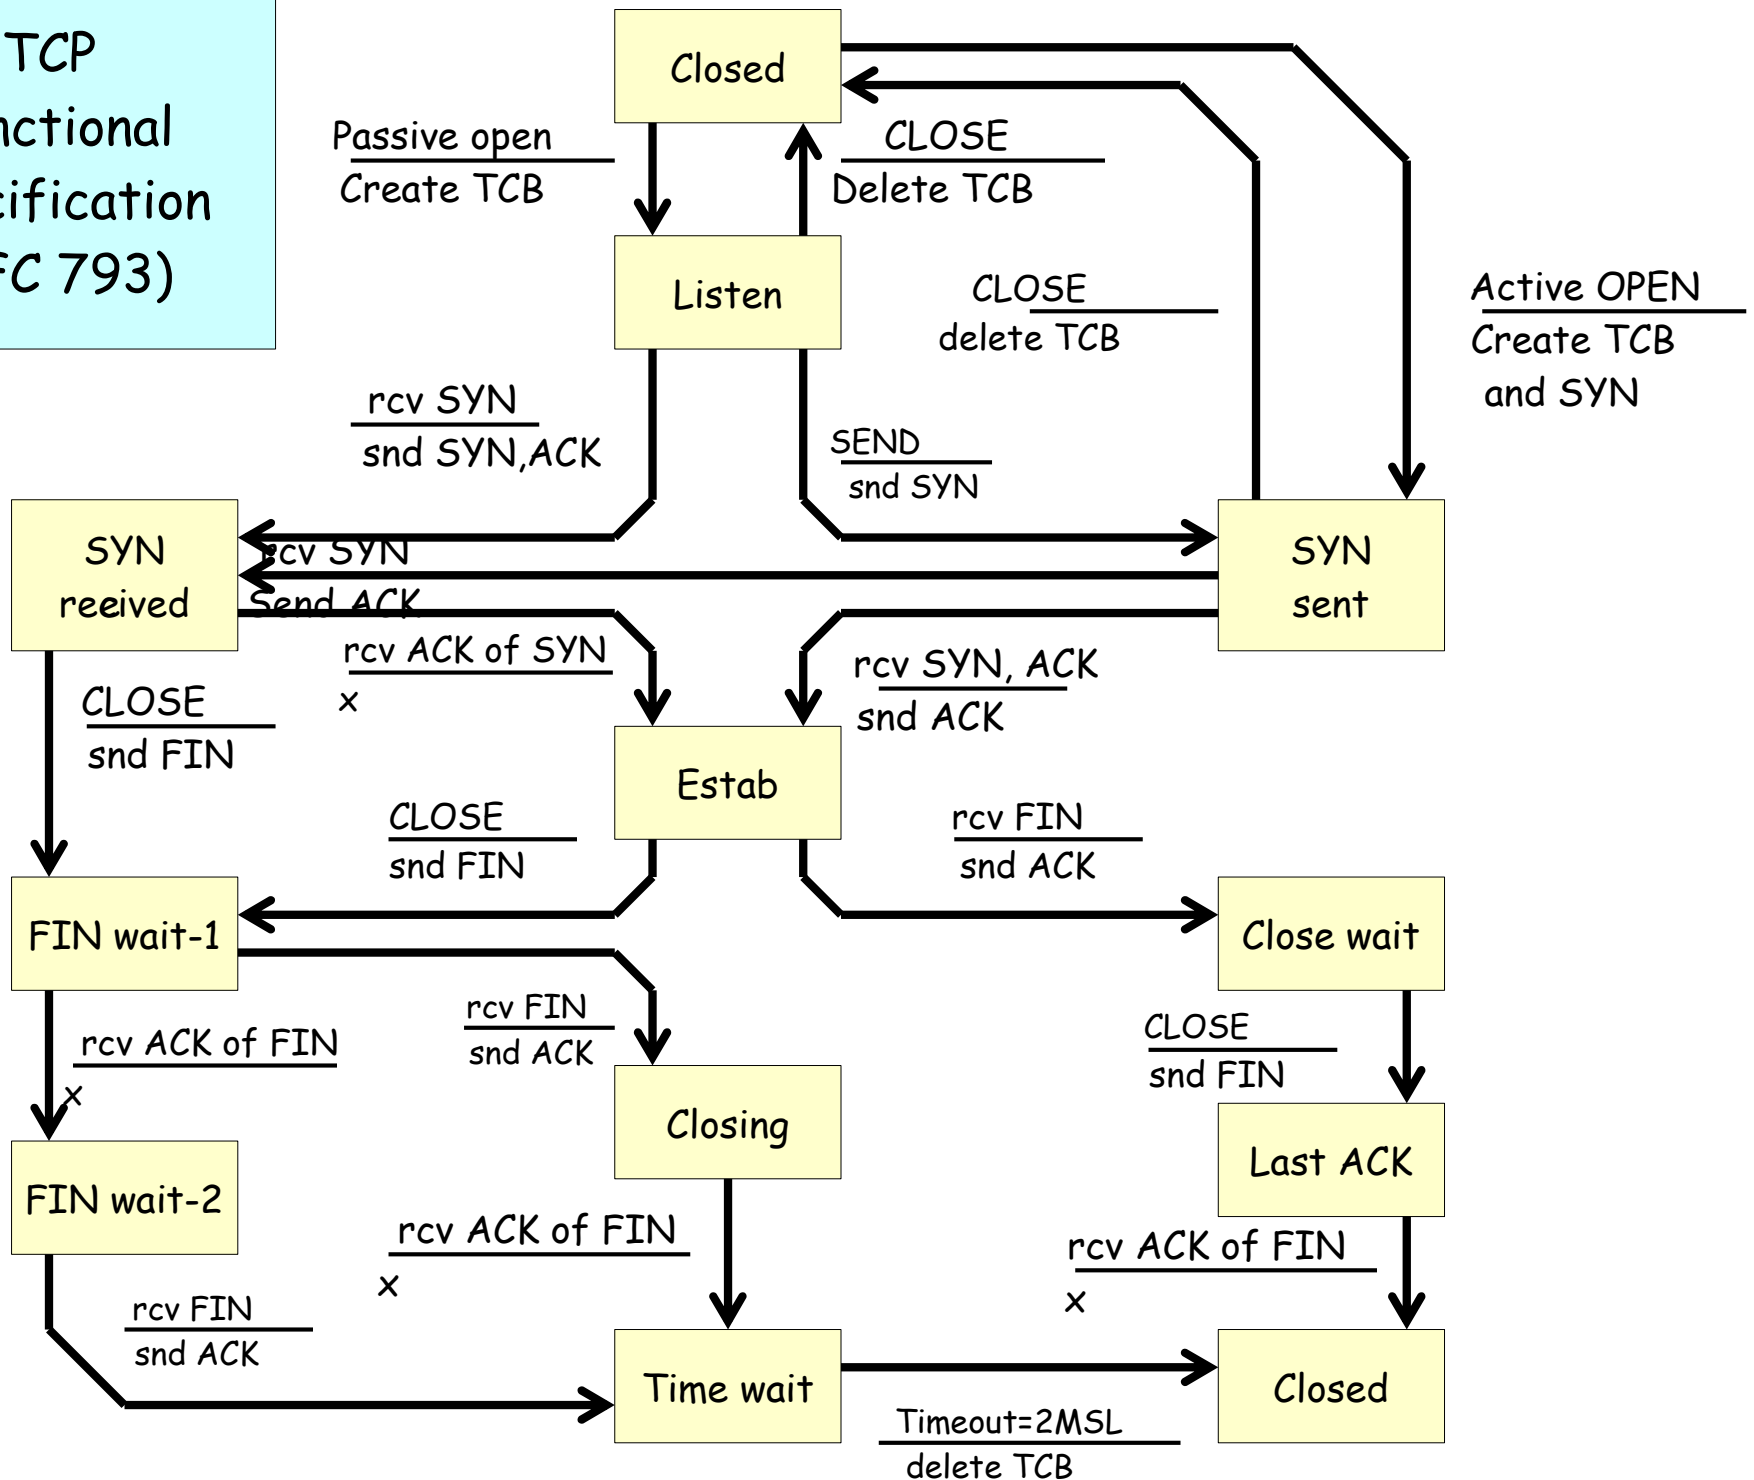 TCP
nctional
cification
FC 793)
Closed
Passive open
Create TCB
CLOSE
Delete TCB
Listen
CLOSE
delete TCB
Active OPEN
Create TCB
and SYN
rcv SYN
snd SYN,ACK
SEND
snd SYN
SYN
reeived
rcv SYN
Send ACK
SYN
sent
rcv ACK of SYN
x
rcv SYN, ACK
snd ACK
CLOSE
snd FIN
Estab
CLOSE
snd FIN
rcv FIN
snd ACK
FIN wait-1
Close wait
rcv FIN
snd ACK
rcv ACK of FIN
x
CLOSE
snd FIN
Closing
Last ACK
FIN wait-2
rcv ACK of FIN
x
rcv ACK of FIN
x
rcv FIN
snd ACK
Time wait
Closed
Timeout=2MSL
delete TCB